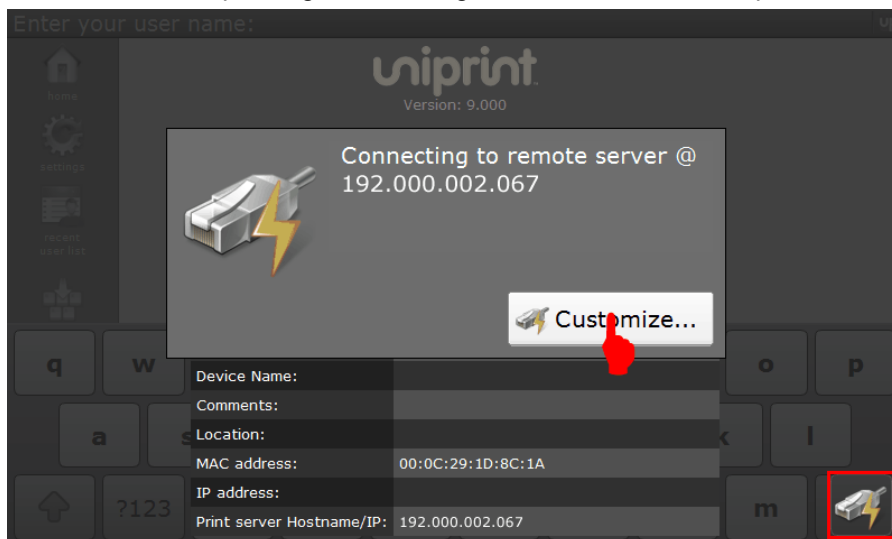 Enter your user name:
uniprint
Version: 9.000
home
settings
recent
user list
Connecting to remote server @
192.000.002.067
Customize...
q
w
o
p
Device Name:
Comments:
a
s
Location:
k
l
MAC address: 00:0C:29:1D:8C:1A
IP address:
?123
m
Print server Hostname/IP: 192.000.002.067